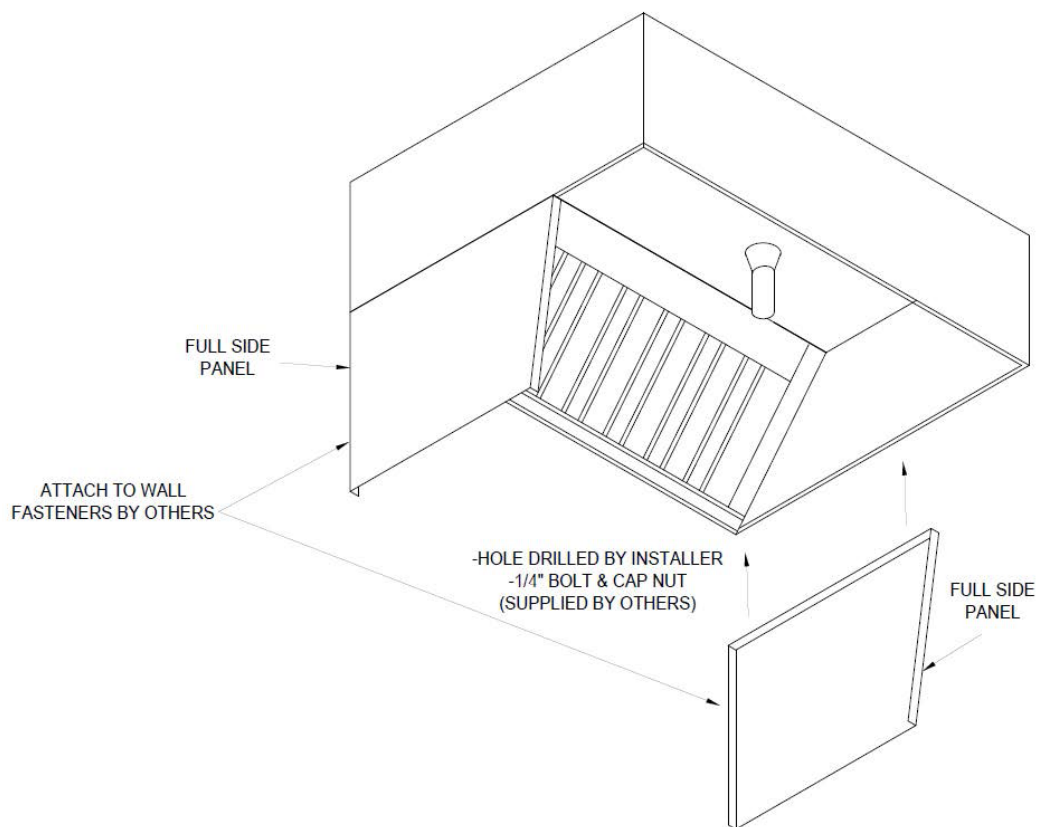 FULL SIDE
PANEL
ATTACH TO WALL
FASTENERS BY OTHERS
-HOLE DRILLED BY INSTALLER
-1/4" BOLT & CAP NUT
(SUPPLIED BY OTHERS)
FULL SIDE
PANEL